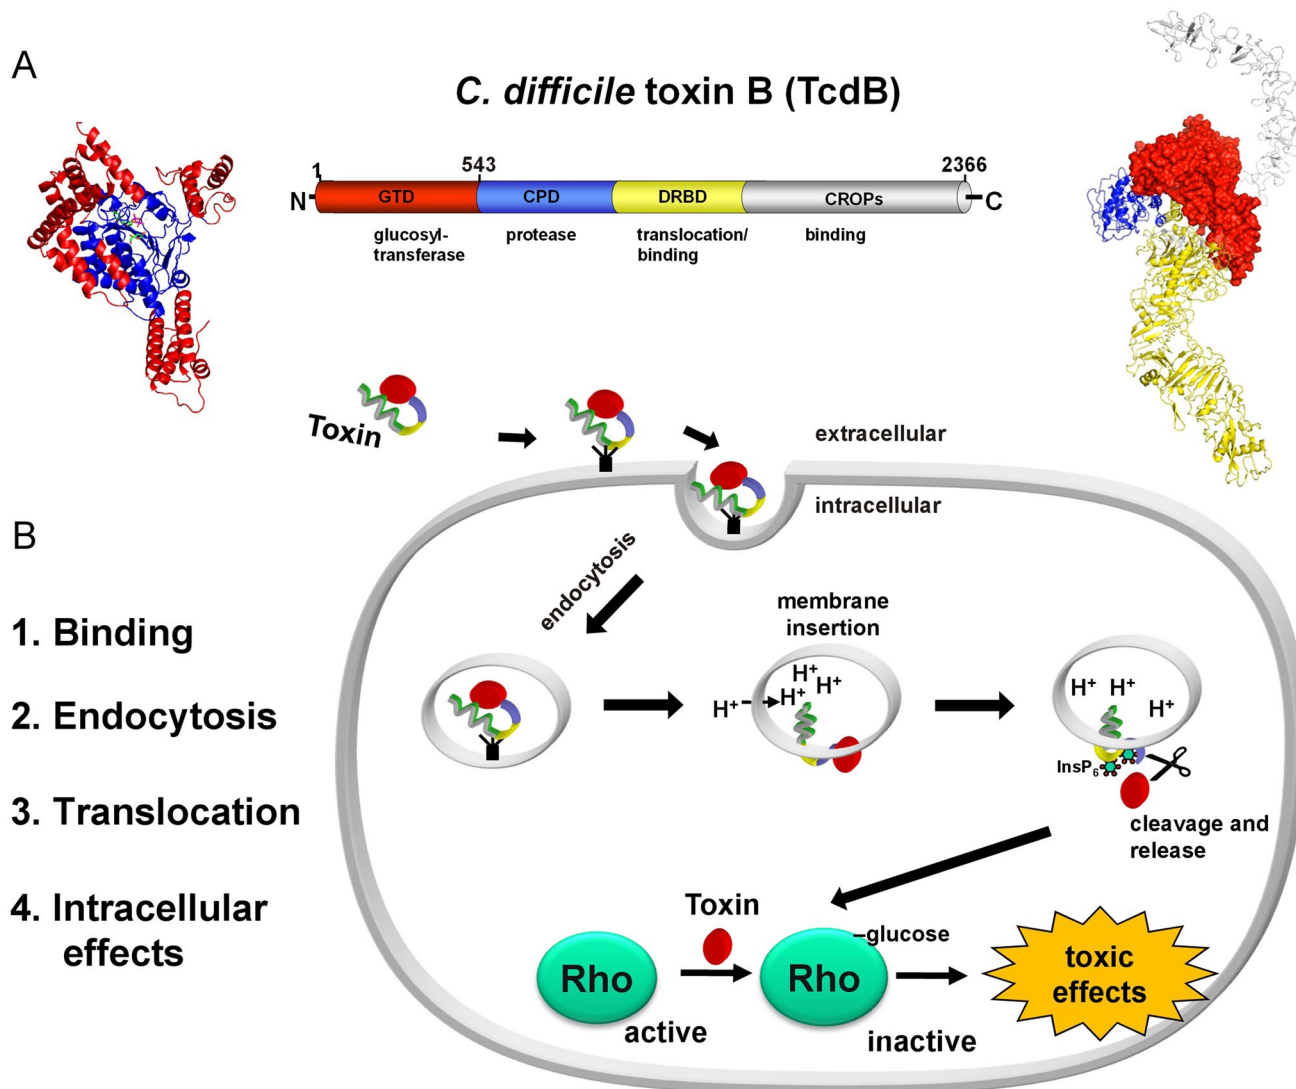 A
C. difficile toxin B (TcdB)
1
543
2366
N
GTD
CPD
DRBD
CROPs
C
glucosyl-
transferase
protease
translocation/
binding
binding
Toxin
extracellular
intracellular
B
endocytosis
1. Binding
2. Endocytosis
3. Translocation
4. Intracellular
effects
membrane
insertion
H⁺
H⁺
H⁺
H⁺
H⁺ H⁺
H⁺
InsP₆
cleavage and
release
Toxin
Rho
active
Rho
–glucose
inactive
toxic
effects